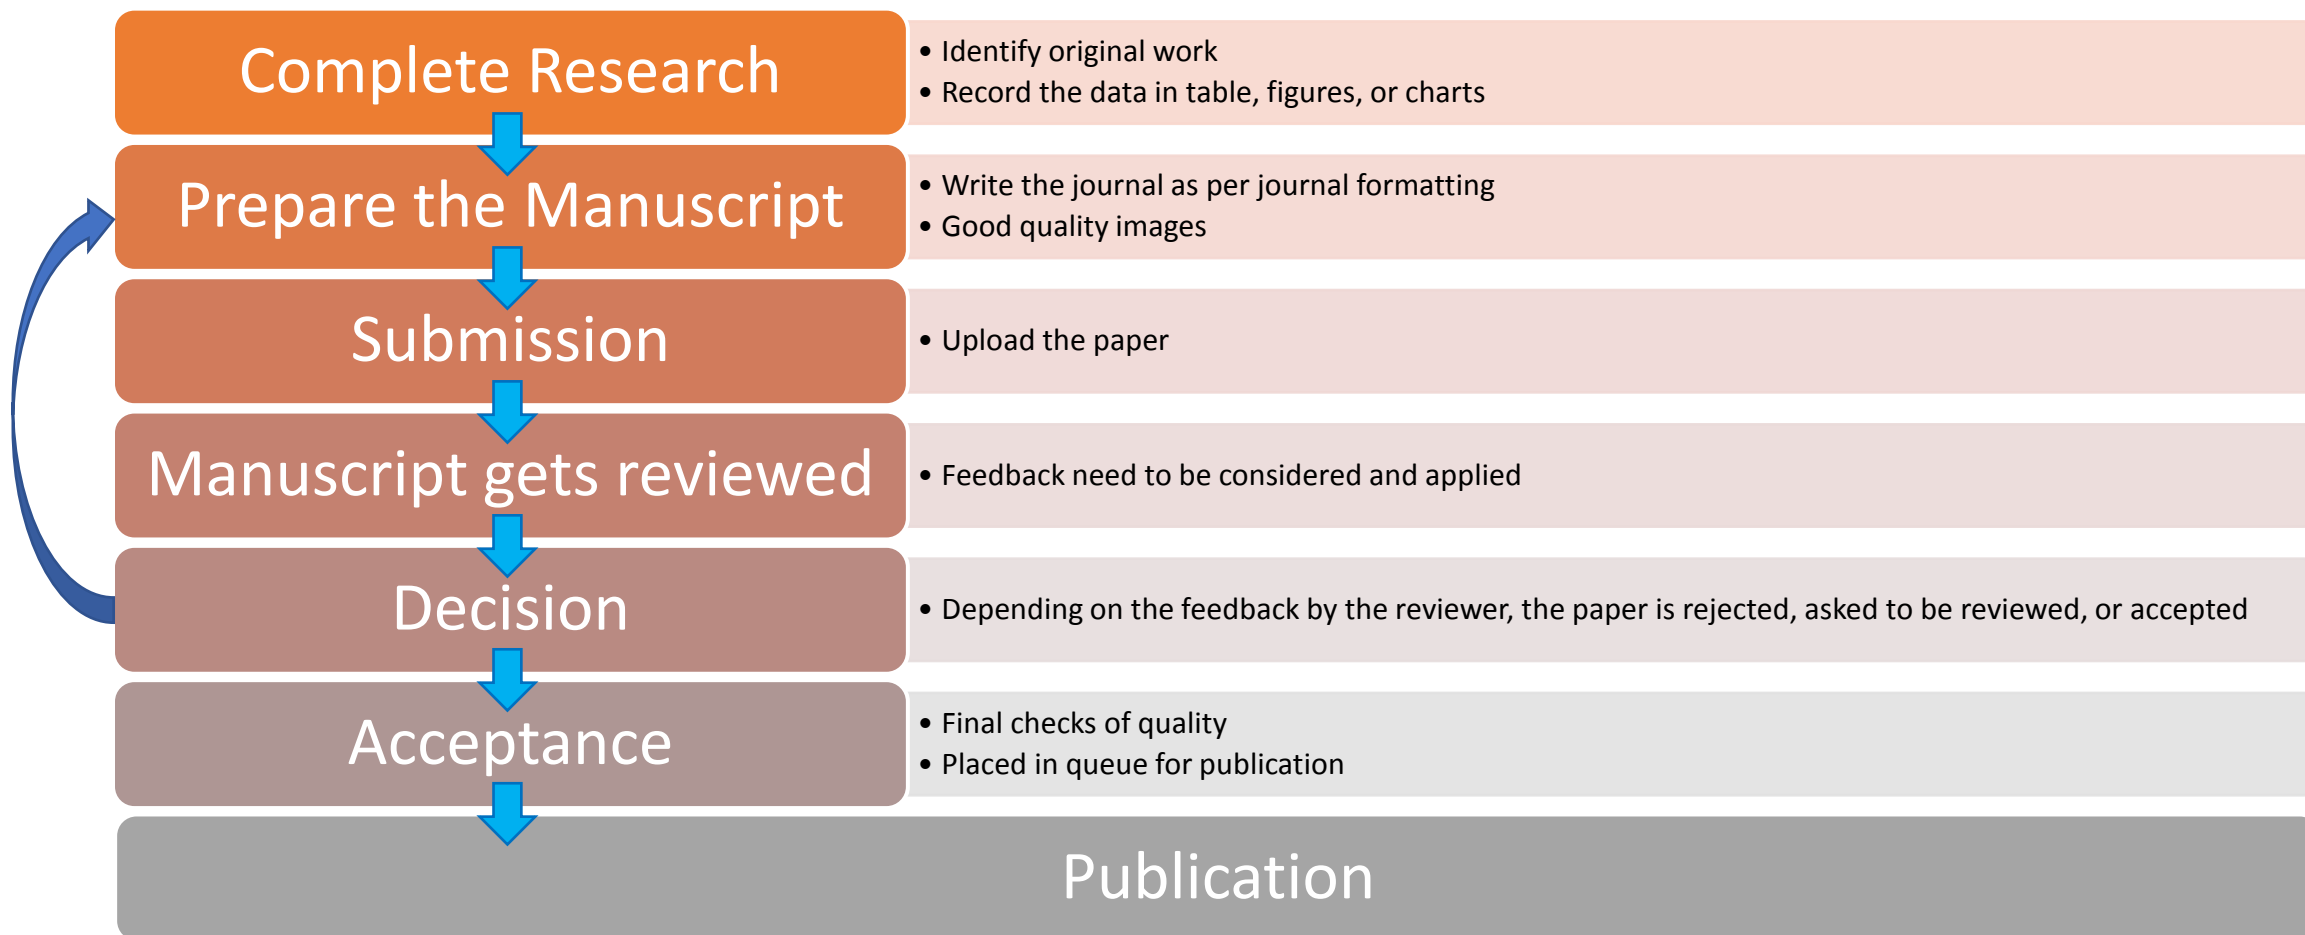 Complete Research
• Identify original work
• Record the data in table, figures, or charts
Prepare the Manuscript
• Write the journal as per journal formatting
• Good quality images
Submission
• Upload the paper
Manuscript gets reviewed
• Feedback need to be considered and applied
Decision
• Depending on the feedback by the reviewer, the paper is rejected, asked to be reviewed, or accepted
Acceptance
• Final checks of quality
• Placed in queue for publication
Publication